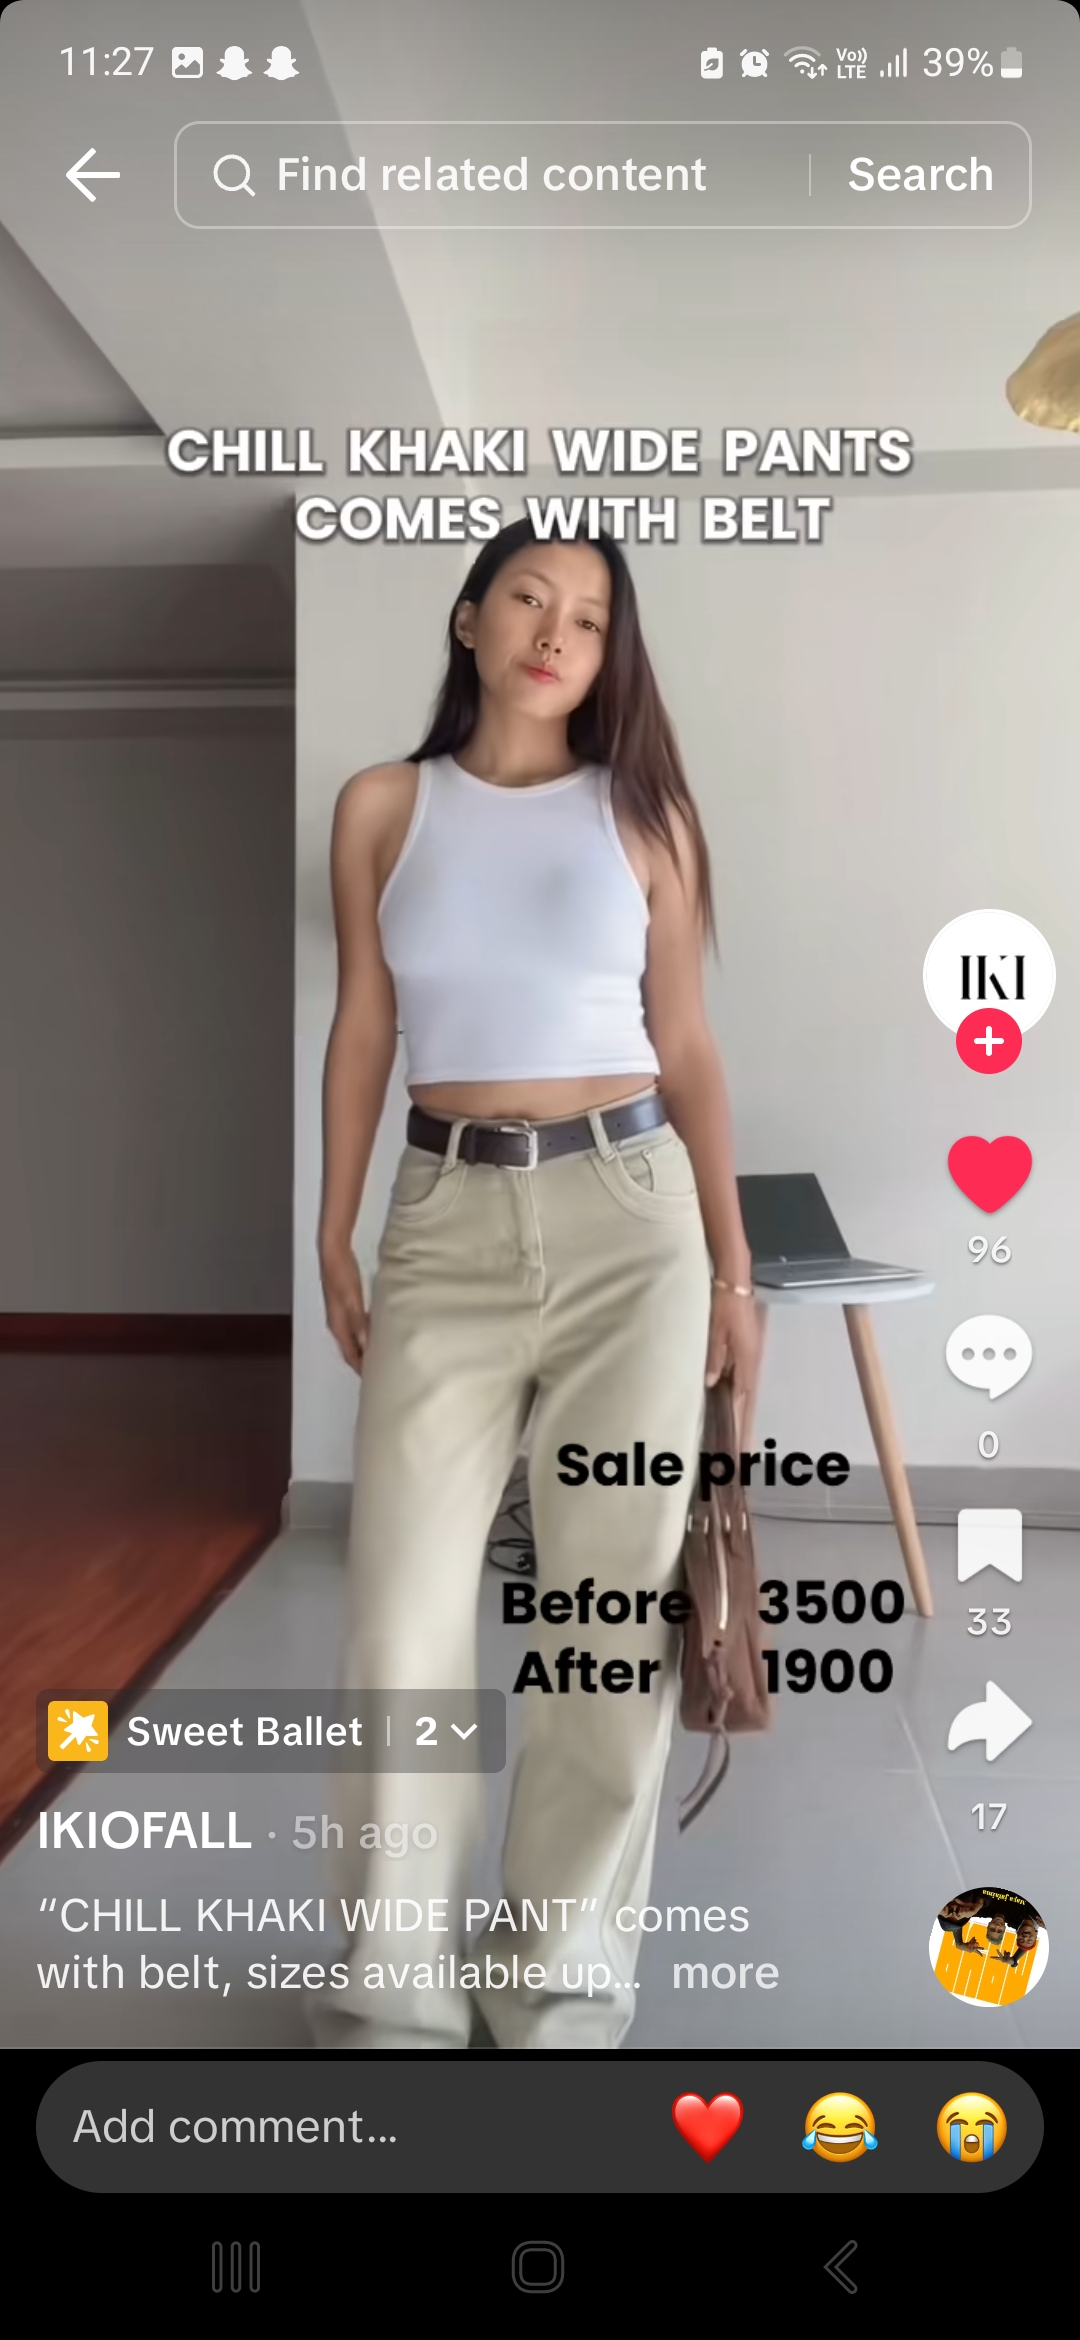 11:27
Vo)) LTE
39%
Find related content
Search
CHILL KHAKI WIDE PANTS
COMES WITH BELT
IKI
96
0
Sale price
33
Before 3500
After 1900
Sweet Ballet | 2
17
IKIOFALL · 5h ago
“CHILL KHAKI WIDE PANT” comes
with belt, sizes available up... more
Add comment...